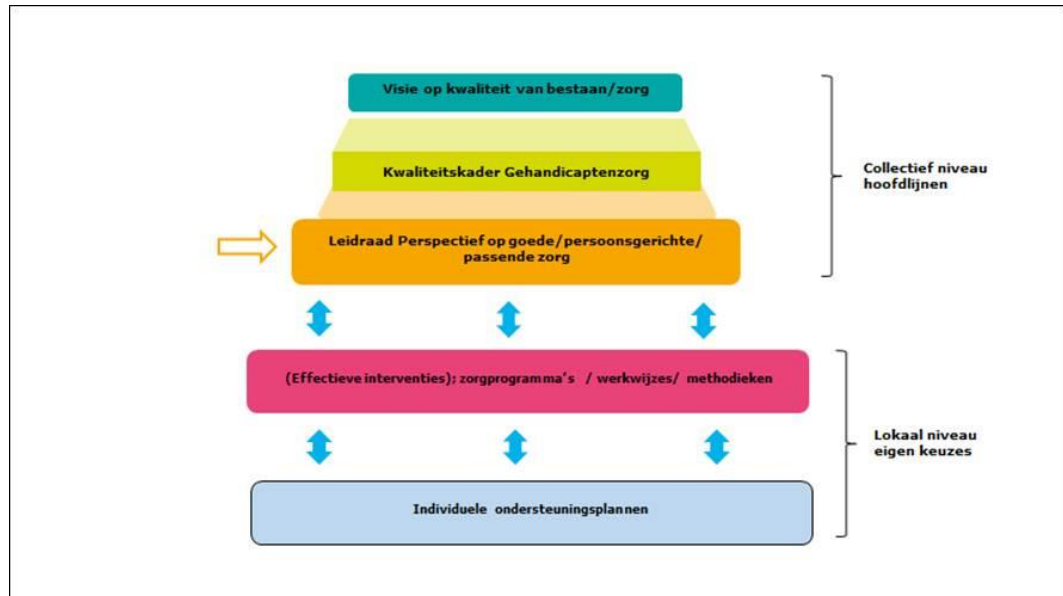 Visie op kwaliteit van bestaan/zorg
Kwaliteitskader Gehandicaptenzorg
Collectief niveau
hoofdlijnen
Leidraad Perspectief op goede/persoonsgerichte/
passende zorg
(Effectieve interventies); zorgprogramma's / werkwijzes/ methodieken
Lokaal niveau
eigen keuzes
Individuele ondersteuningsplannen